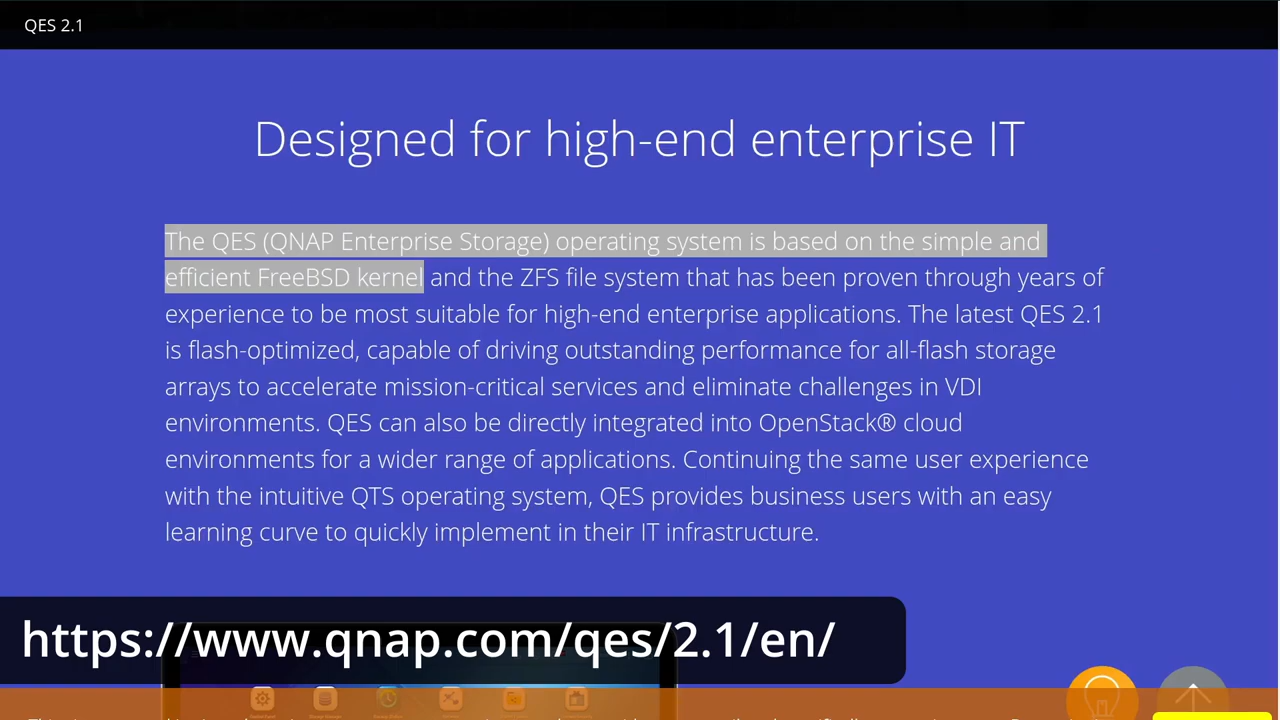 QES 2.1
Designed for high-end enterprise IT
The QES (QNAP Enterprise Storage) operating system is based on the simple and
efficient FreeBSD kernel and the ZFS file system that has been proven through years of
experience to be most suitable for high-end enterprise applications. The latest QES 2.1
is flash-optimized, capable of driving outstanding performance for all-flash storage
arrays to accelerate mission-critical services and eliminate challenges in VDI
environments. QES can also be directly integrated into OpenStack® cloud
environments for a wider range of applications. Continuing the same user experience
with the intuitive QTS operating system, QES provides business users with an easy
learning curve to quickly implement in their IT infrastructure.
https://www.qnap.com/qes/2.1/en/